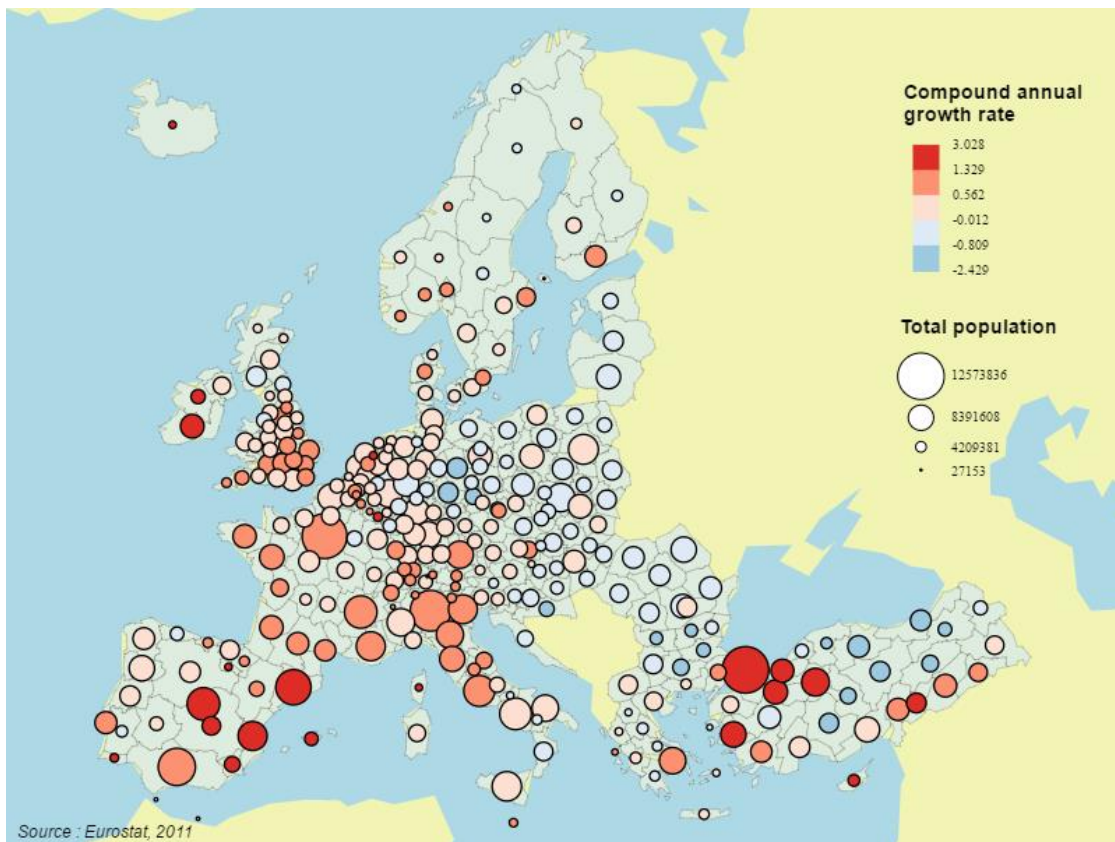 Compound annual
growth rate
3.028
1.329
0.562
-0.012
-0.809
-2.429
Total population
12573836
8391608
4209381
27153
Source : Eurostat, 2011